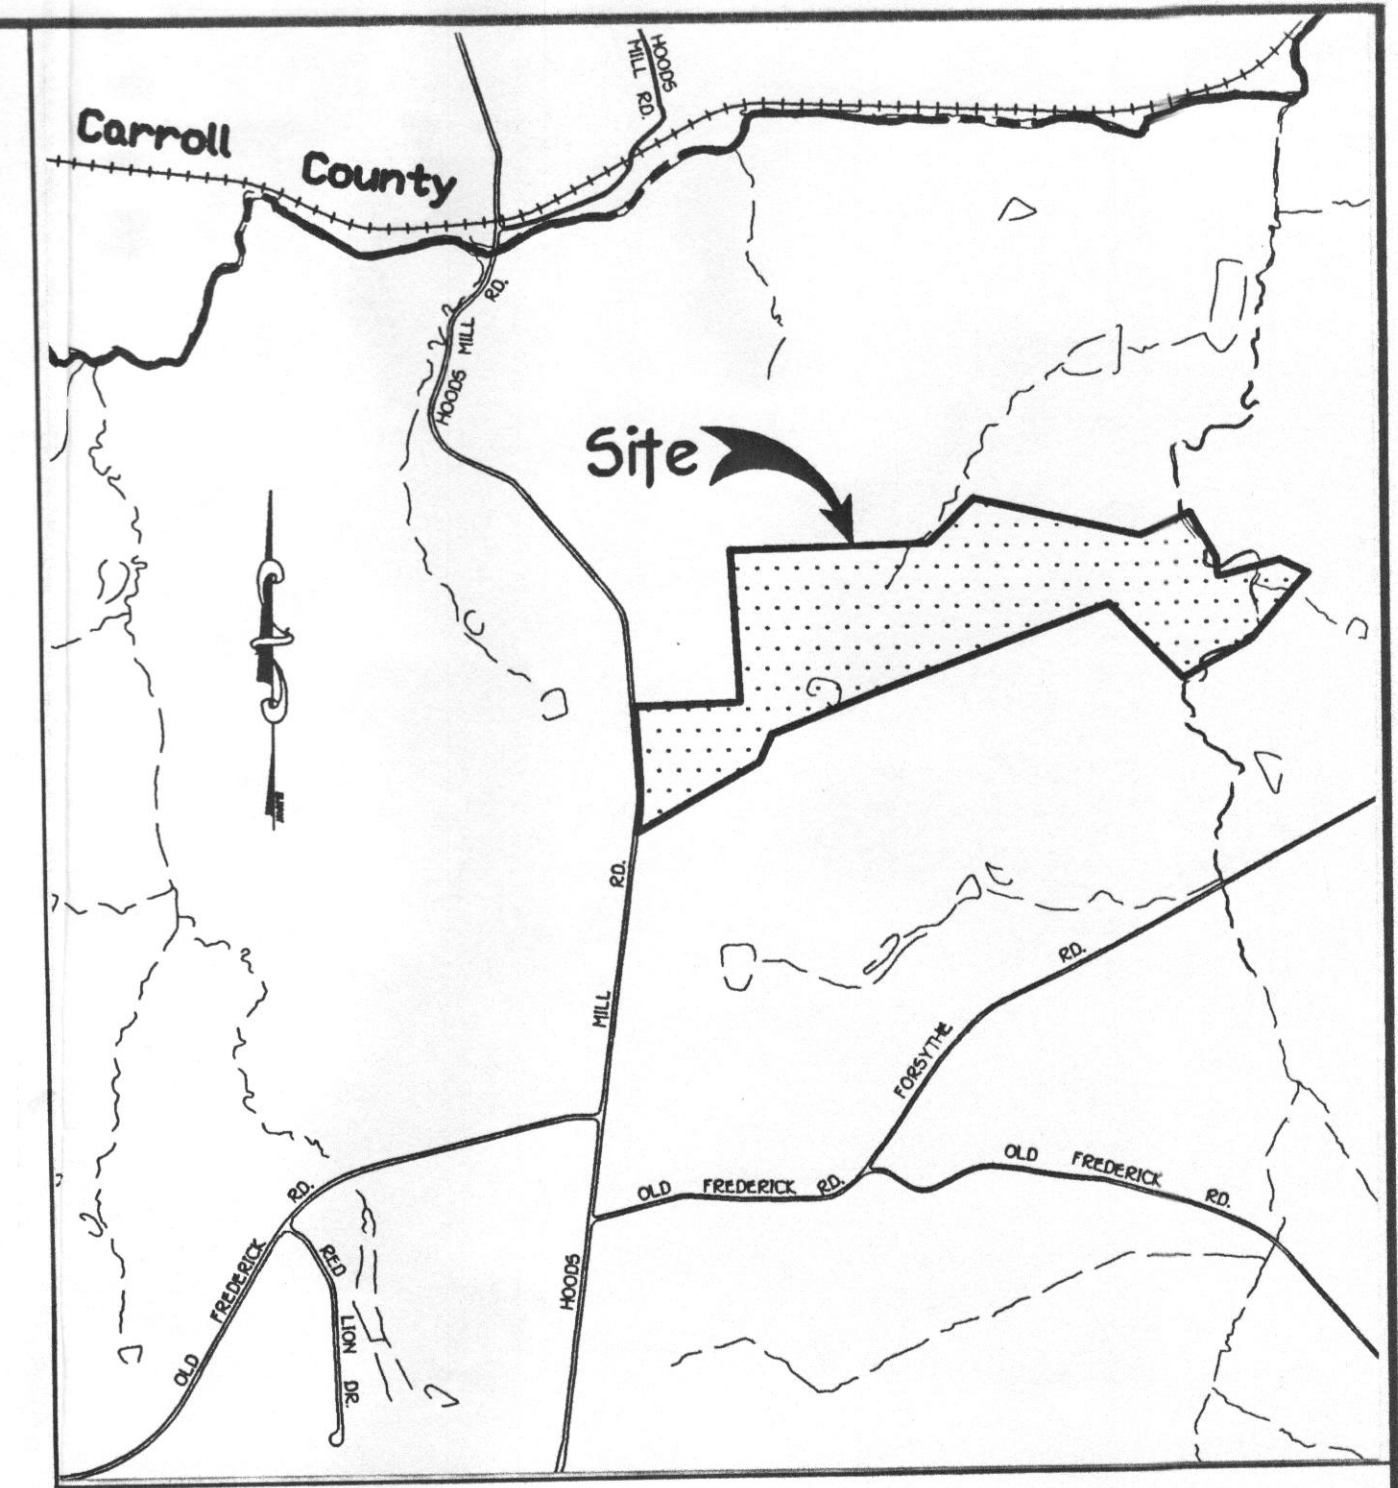 HOODS
MILL RD.
Carroll
County
HOODS MILL RD.
Site
HOODS MILL RD.
FORSYTHE RD.
OLD FREDERICK RD.
OLD FREDERICK RD.
OLD FREDERICK RD.
RED LION DR.